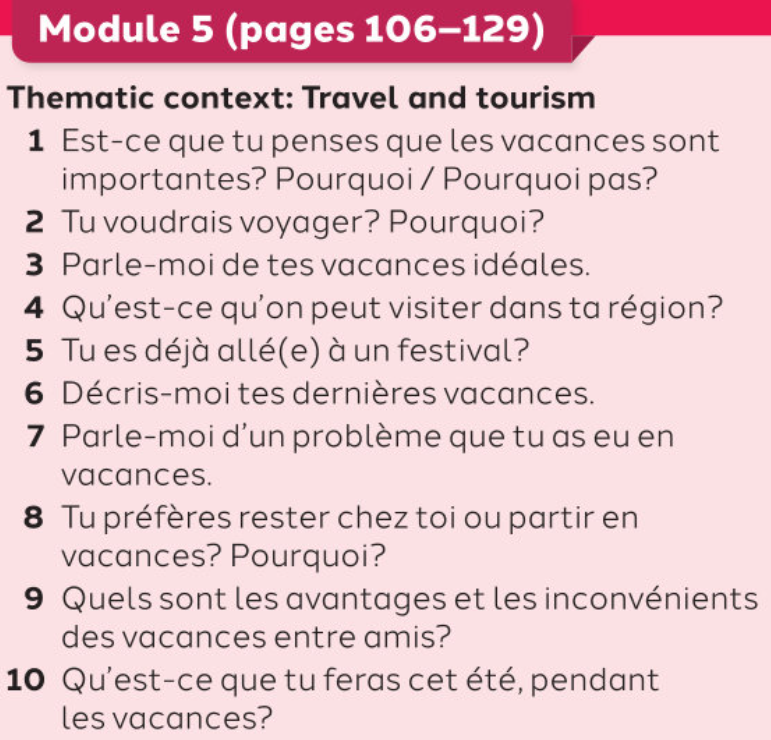 Module 5 (pages 106–129)
Thematic context: Travel and tourism
1 Est-ce que tu penses que les vacances sont
importantes? Pourquoi / Pourquoi pas?
2 Tu voudrais voyager? Pourquoi?
3 Parle-moi de tes vacances idéales.
4 Qu'est-ce qu'on peut visiter dans ta région?
5 Tu es déjà allé(e) à un festival?
6 Décris-moi tes dernières vacances.
7 Parle-moi d'un problème que tu as eu en
vacances.
8 Tu préfères rester chez toi ou partir en
vacances? Pourquoi?
9 Quels sont les avantages et les inconvénients
des vacances entre amis?
10 Qu'est-ce que tu feras cet été, pendant
les vacances?